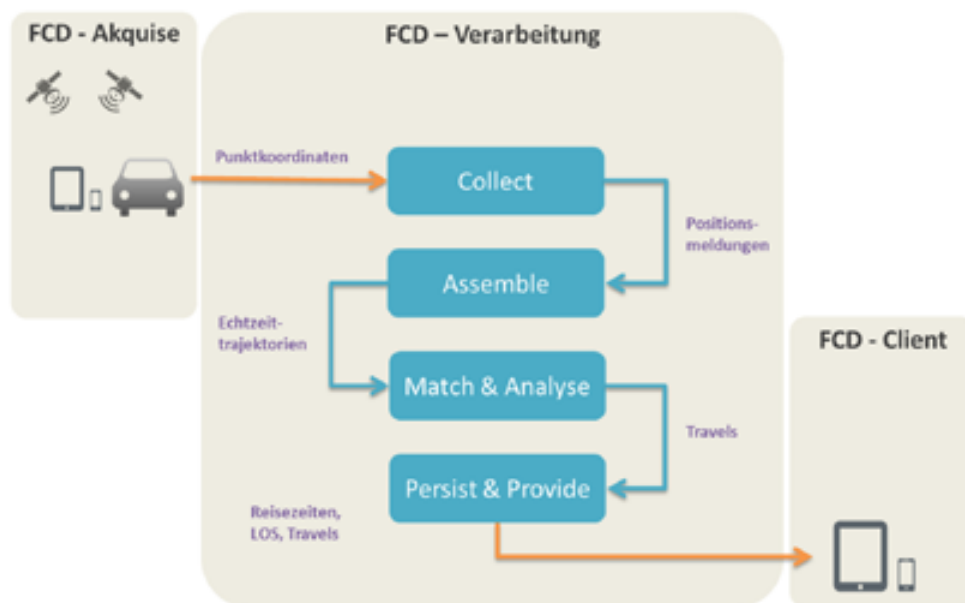 FCD - Akquise
FCD – Verarbeitung
Punktkoordinaten
Collect
Positions-
meldungen
Assemble
Echtzeit-
trajektorien
Match & Analyse
Travels
Persist & Provide
Reisezeiten,
LOS, Travels
FCD - Client